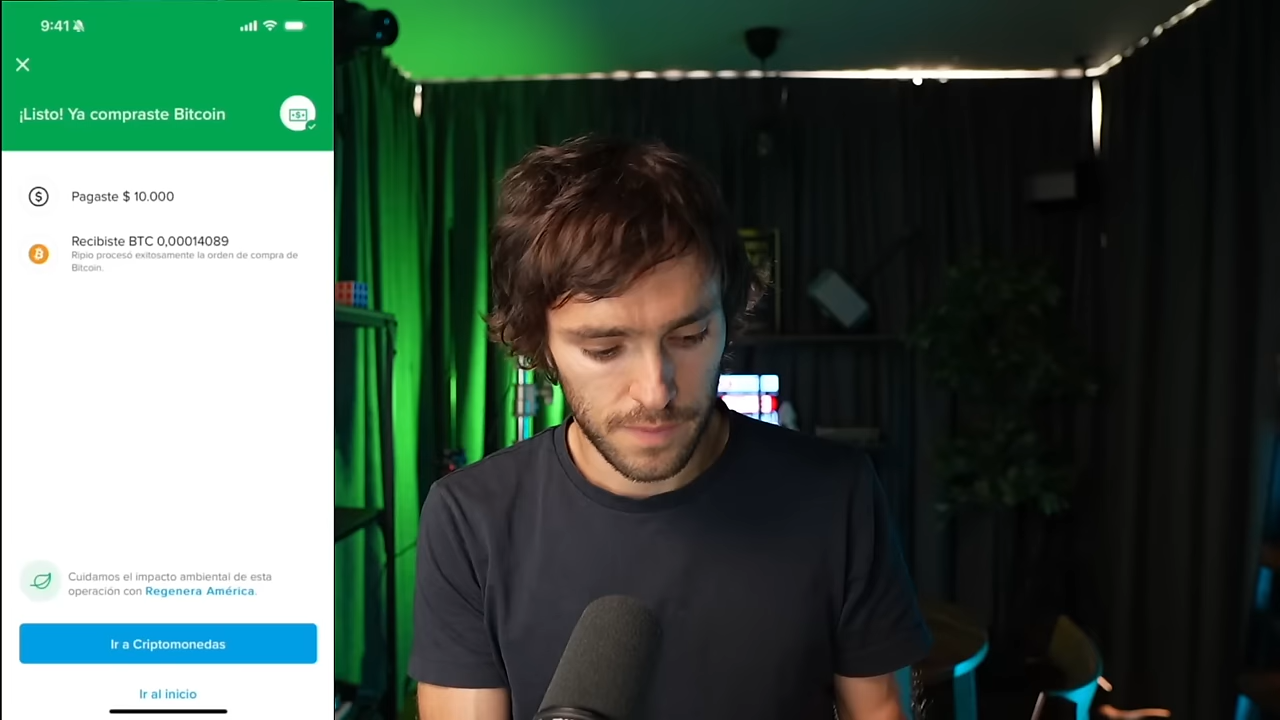 9:41
¡Listo! Ya compraste Bitcoin
Pagaste $ 10.000
Recibiste BTC 0,00014089
Ripio procesó exitosamente la orden de compra de
Bitcoin.
Cuidamos el impacto ambiental de esta
operación con Regenera América.
Ir a Criptomonedas
Ir al inicio